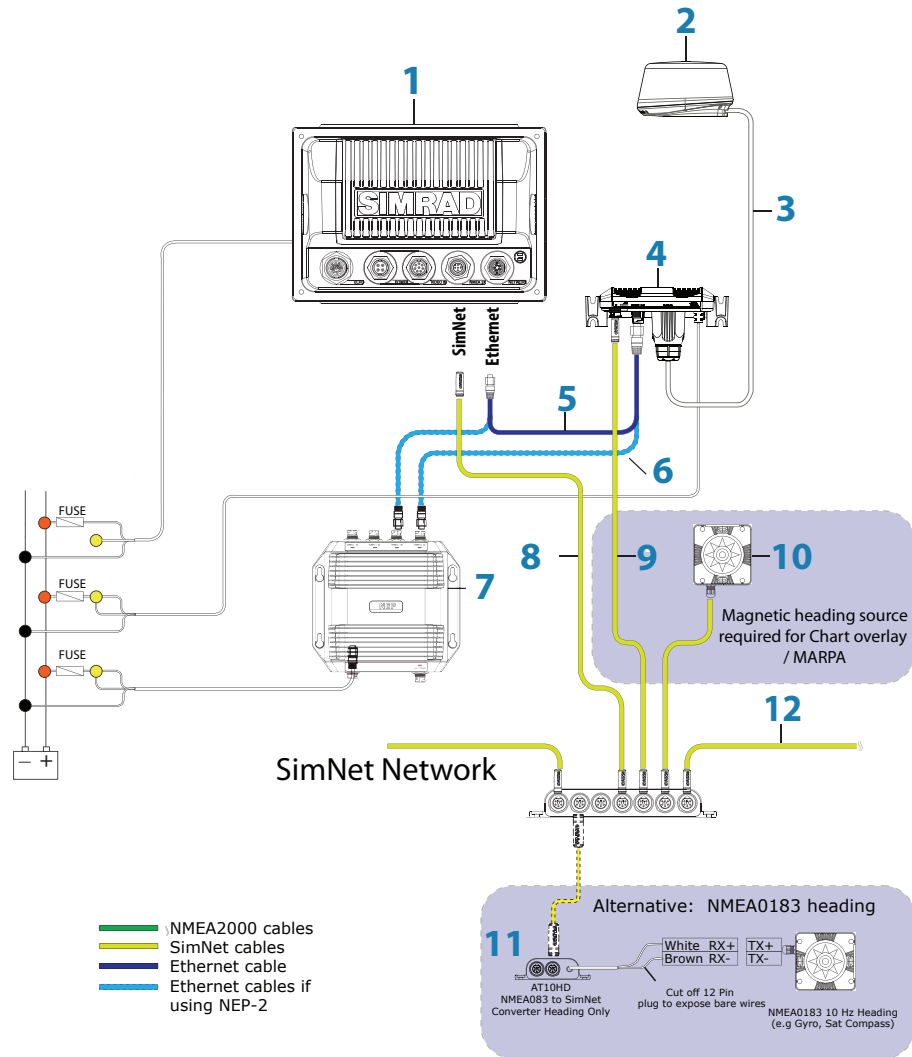 2
1
SIMRAD
3
4
SimNet
Ethernet
5
6
FUSE
FUSE
FUSE
7
8
9
10
Magnetic heading source
required for Chart overlay
/ MARPA
12
− +
SimNet Network
NMEA2000 cables
SimNet cables
Ethernet cable
Ethernet cables if
using NEP-2
Alternative: NMEA0183 heading
11
White RX+
Brown RX-
TX+
TX-
AT10HD
NMEA083 to SimNet
Converter Heading Only
Cut off 12 Pin
plug to expose bare wires
NMEA0183 10 Hz Heading
(e.g Gyro, Sat Compass)